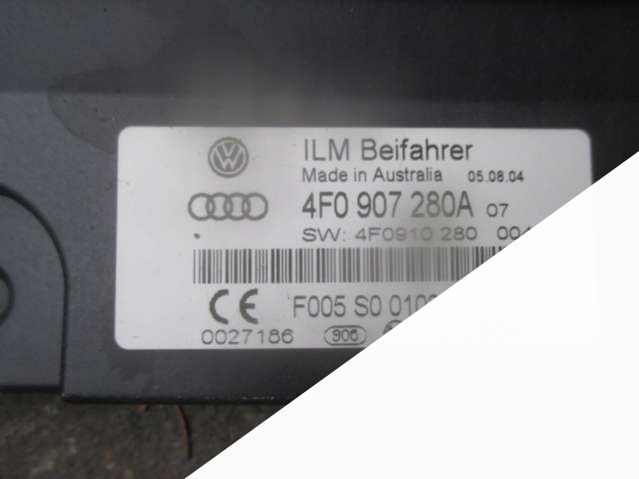 ILM Beifahrer
Made in Australia 05.08.04
4F0 907 280A 07
SW: 4F0910 280 004
CE F005 S0 010
0027186 906